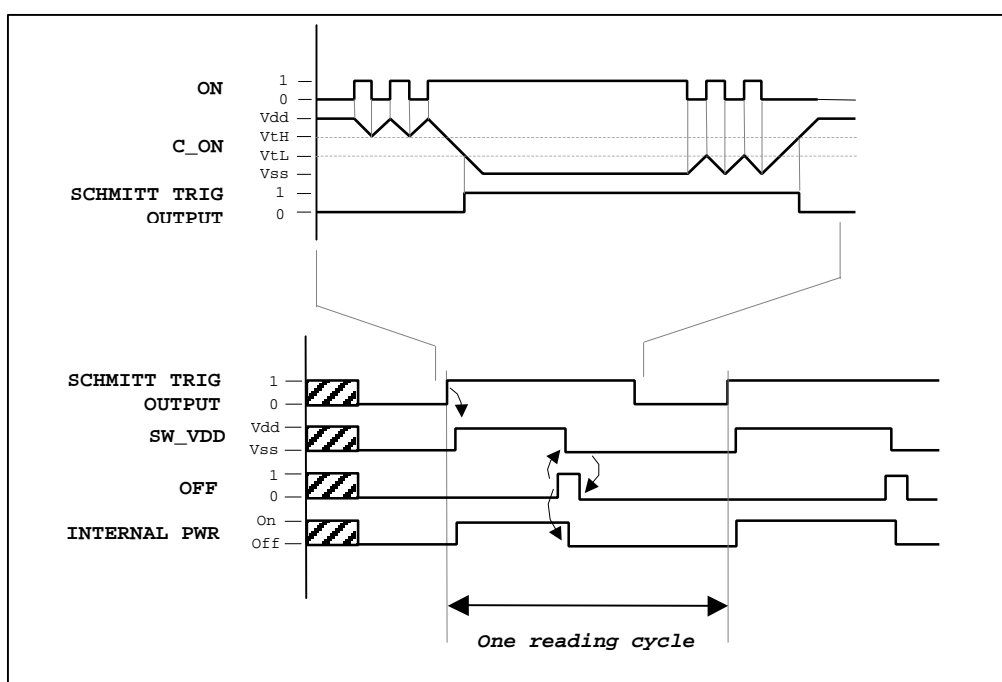 ON
1
0
C_ON
Vdd
VtH
VtL
Vss
SCHMITT TRIG
OUTPUT
1
0
SCHMITT TRIG
OUTPUT
1
0
SW_VDD
Vdd
Vss
OFF
1
0
INTERNAL PWR
On
Off
One reading cycle